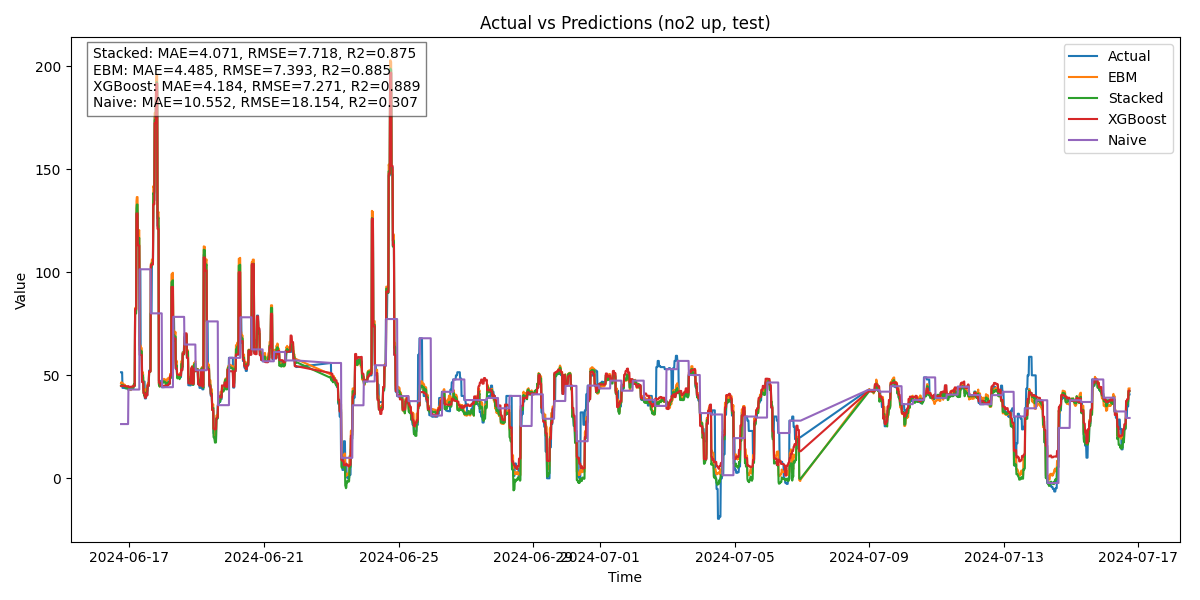 Actual vs Predictions (no2 up, test)
Stacked: MAE=4.071, RMSE=7.718, R2=0.875
EBM: MAE=4.485, RMSE=7.393, R2=0.885
XGBoost: MAE=4.184, RMSE=7.271, R2=0.889
Naive: MAE=10.552, RMSE=18.154, R2=0.307
Actual
EBM
Stacked
XGBoost
Naive
Value
200
150
100
50
0
2024-06-17 2024-06-21 2024-06-25 2024-06-29 2024-07-01 2024-07-05 2024-07-09 2024-07-13 2024-07-17
Time